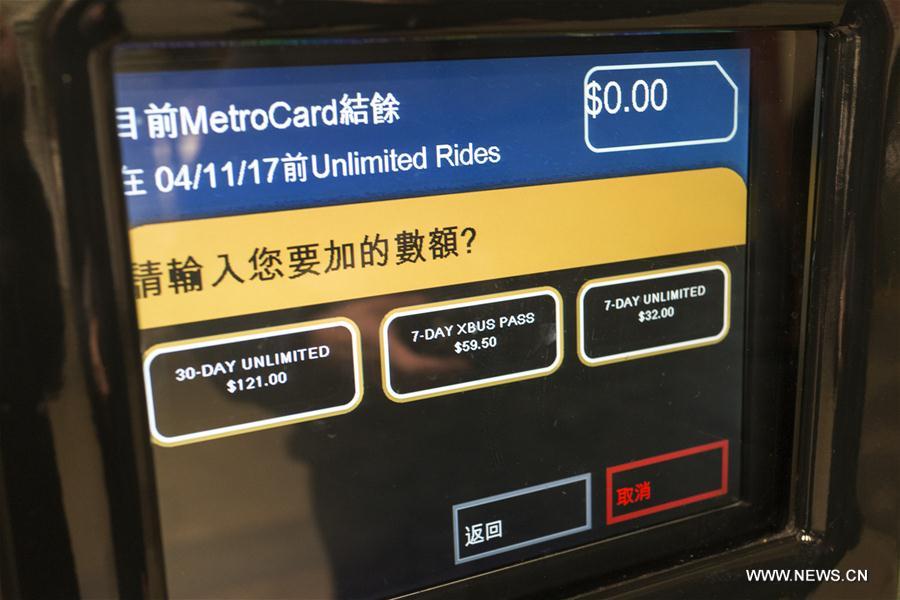 目前MetroCard結餘
$0.00
在 04/11/17前Unlimited Rides
請輸入您要加的數額?
30-DAY UNLIMITED
$121.00
7-DAY XBUS PASS
$59.50
7-DAY UNLIMITED
$32.00
返回
取消
WWW.NEWS.CN